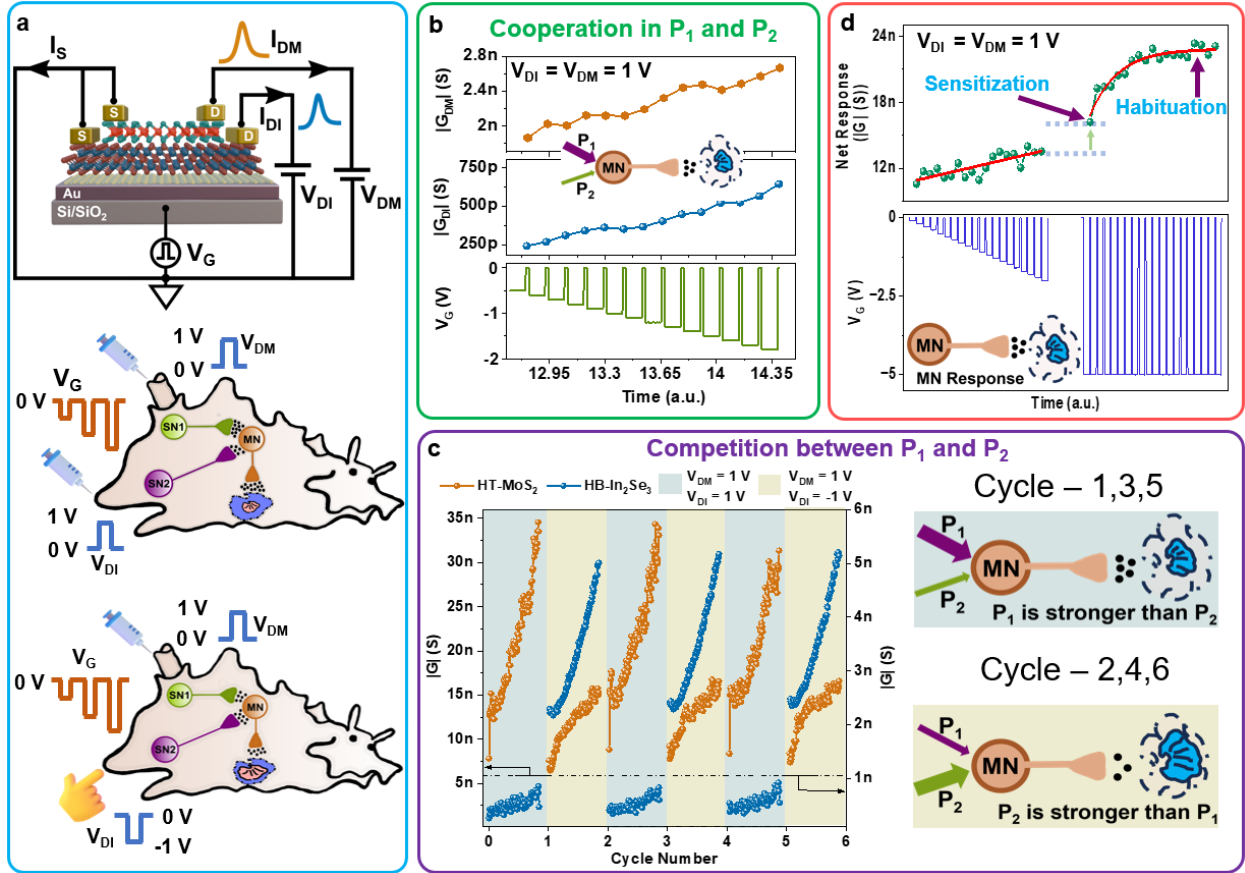 a
I_S
I_DM
I_DI
S
S
D
D
Au
Si/SiO₂
V_DI
V_DM
V_G
1 V
0 V
V_DM
V_G
0 V
SN1
MN
SN2
1 V
0 V
V_DI
1 V
0 V
V_DM
V_G
0 V
SN1
MN
SN2
V_DI
0 V
-1 V
b
Cooperation in P₁ and P₂
V_DI = V_DM = 1 V
|G_DM| (S)
2.8n
2.4n
2n
P₁
P₂
MN
|G_DI| (S)
750p
500p
250p
V_G (V)
0
-1
-2
12.95 13.3 13.65 14 14.35
Time (a.u.)
d
V_DI = V_DM = 1 V
Sensitization
Habituation
Net Response
(|G| (S))
24n
18n
12n
V_G (V)
0
−2.5
−5
MN
MN Response
Time (a.u.)
c
Competition between P₁ and P₂
HT-MoS₂
HB-In₂Se₃
V_DM = 1 V
V_DI = 1 V
V_DM = 1 V
V_DI = -1 V
|G| (S)
35n
30n
25n
20n
15n
10n
5n
6n
5n
4n
3n
2n
1n
|G| (S)
0 1 2 3 4 5 6
Cycle Number
Cycle – 1,3,5
P₁
P₂
MN
P₁ is stronger than P₂
Cycle – 2,4,6
P₁
P₂
MN
P₂ is stronger than P₁